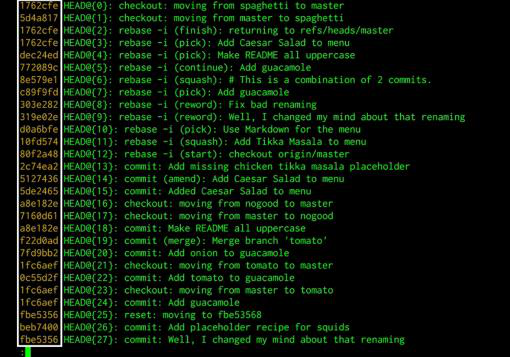 1762cfe HEAD@{0}: checkout: moving from spaghetti to master
5d4a817 HEAD@{1}: checkout: moving from master to spaghetti
1762cfe HEAD@{2}: rebase -i (finish): returning to refs/heads/master
1762cfe HEAD@{3}: rebase -i (pick): Add Caesar Salad to menu
dec24ed HEAD@{4}: rebase -i (pick): Make README all uppercase
772089c HEAD@{5}: rebase -i (continue): Add guacamole
8e579e1 HEAD@{6}: rebase -i (squash): # This is a combination of 2 commits.
c89f9fd HEAD@{7}: rebase -i (pick): Add guacamole
303e282 HEAD@{8}: rebase -i (reword): Fix bad renaming
319e02e HEAD@{9}: rebase -i (reword): Well, I changed my mind about that renaming
d0a6bfe HEAD@{10}: rebase -i (pick): Use Markdown for the menu
10fd574 HEAD@{11}: rebase -i (squash): Add Tikka Masala to menu
80f2a48 HEAD@{12}: rebase -i (start): checkout origin/master
2c74ea2 HEAD@{13}: commit: Add missing chicken tikka masala placeholder
5127436 HEAD@{14}: commit (amend): Add Caesar Salad to menu
5de2465 HEAD@{15}: commit: Added Caesar Salad to menu
a8e182e HEAD@{16}: checkout: moving from nogood to master
7160d61 HEAD@{17}: checkout: moving from master to nogood
a8e182e HEAD@{18}: commit: Make README all uppercase
f22d0ad HEAD@{19}: commit (merge): Merge branch 'tomato'
7fd9bb2 HEAD@{20}: commit: Add onion to guacamole
1fc6aef HEAD@{21}: checkout: moving from tomato to master
0c55d2f HEAD@{22}: commit: Add tomato to guacamole
1fc6aef HEAD@{23}: checkout: moving from master to tomato
1fc6aef HEAD@{24}: commit: Add guacamole
fbe5356 HEAD@{25}: reset: moving to fbe53568
beb7400 HEAD@{26}: commit: Add placeholder recipe for squids
fbe5356 HEAD@{27}: commit: Well, I changed my mind about that renaming
: